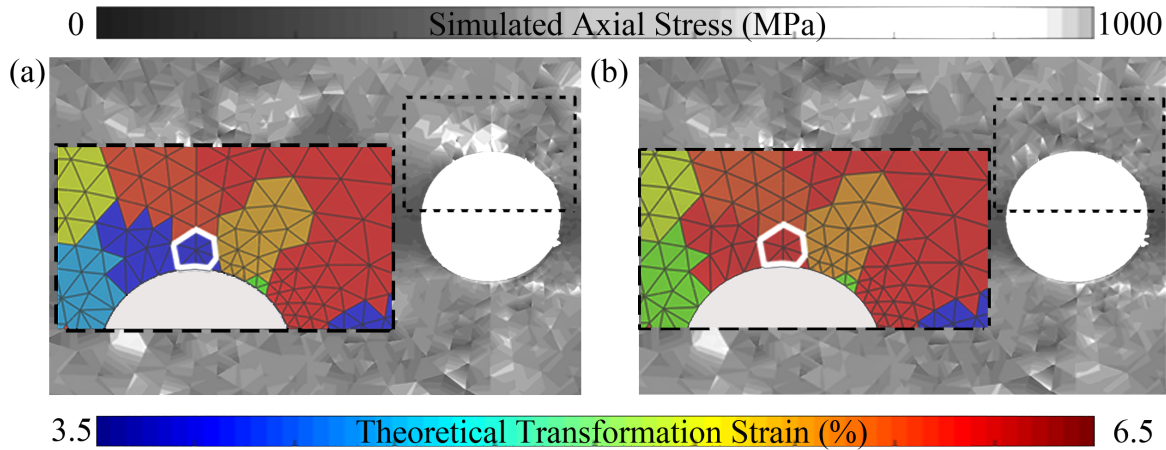 0 Simulated Axial Stress (MPa) 1000
(a) (b)
3.5 Theoretical Transformation Strain (%) 6.5